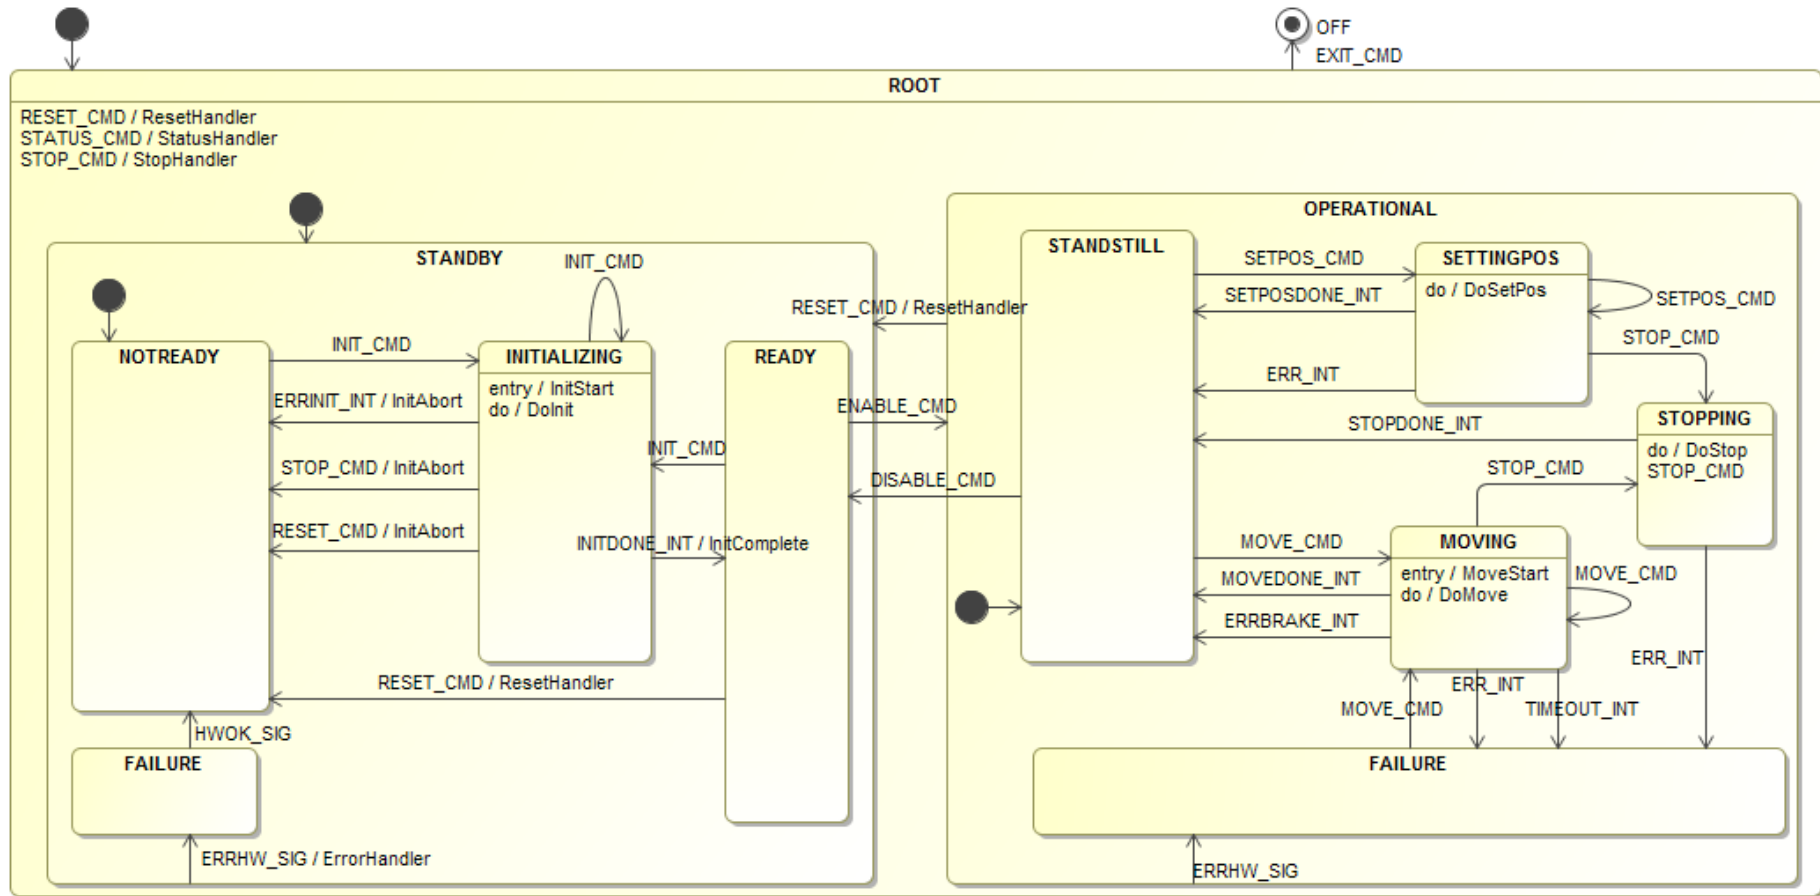 OFF
EXIT_CMD
ROOT
RESET_CMD / ResetHandler
STATUS_CMD / StatusHandler
STOP_CMD / StopHandler
STANDBY
INIT_CMD
NOTREADY
INIT_CMD
INITIALIZING
entry / InitStart
do / DoInit
READY
ERRINIT_INT / InitAbort
STOP_CMD / InitAbort
RESET_CMD / InitAbort
INIT_CMD
INITDONE_INT / InitComplete
RESET_CMD / ResetHandler
HWOK_SIG
FAILURE
ERRHW_SIG / ErrorHandler
RESET_CMD / ResetHandler
ENABLE_CMD
DISABLE_CMD
OPERATIONAL
STANDSTILL
SETPOS_CMD
SETPOSDONE_INT
ERR_INT
SETTINGPOS
do / DoSetPos
SETPOS_CMD
STOP_CMD
STOPDONE_INT
STOPPING
do / DoStop
STOP_CMD
STOP_CMD
MOVE_CMD
MOVEDONE_INT
ERRBRAKE_INT
MOVING
entry / MoveStart
do / DoMove
MOVE_CMD
ERR_INT
ERR_INT
MOVE_CMD
TIMEOUT_INT
FAILURE
ERRHW_SIG